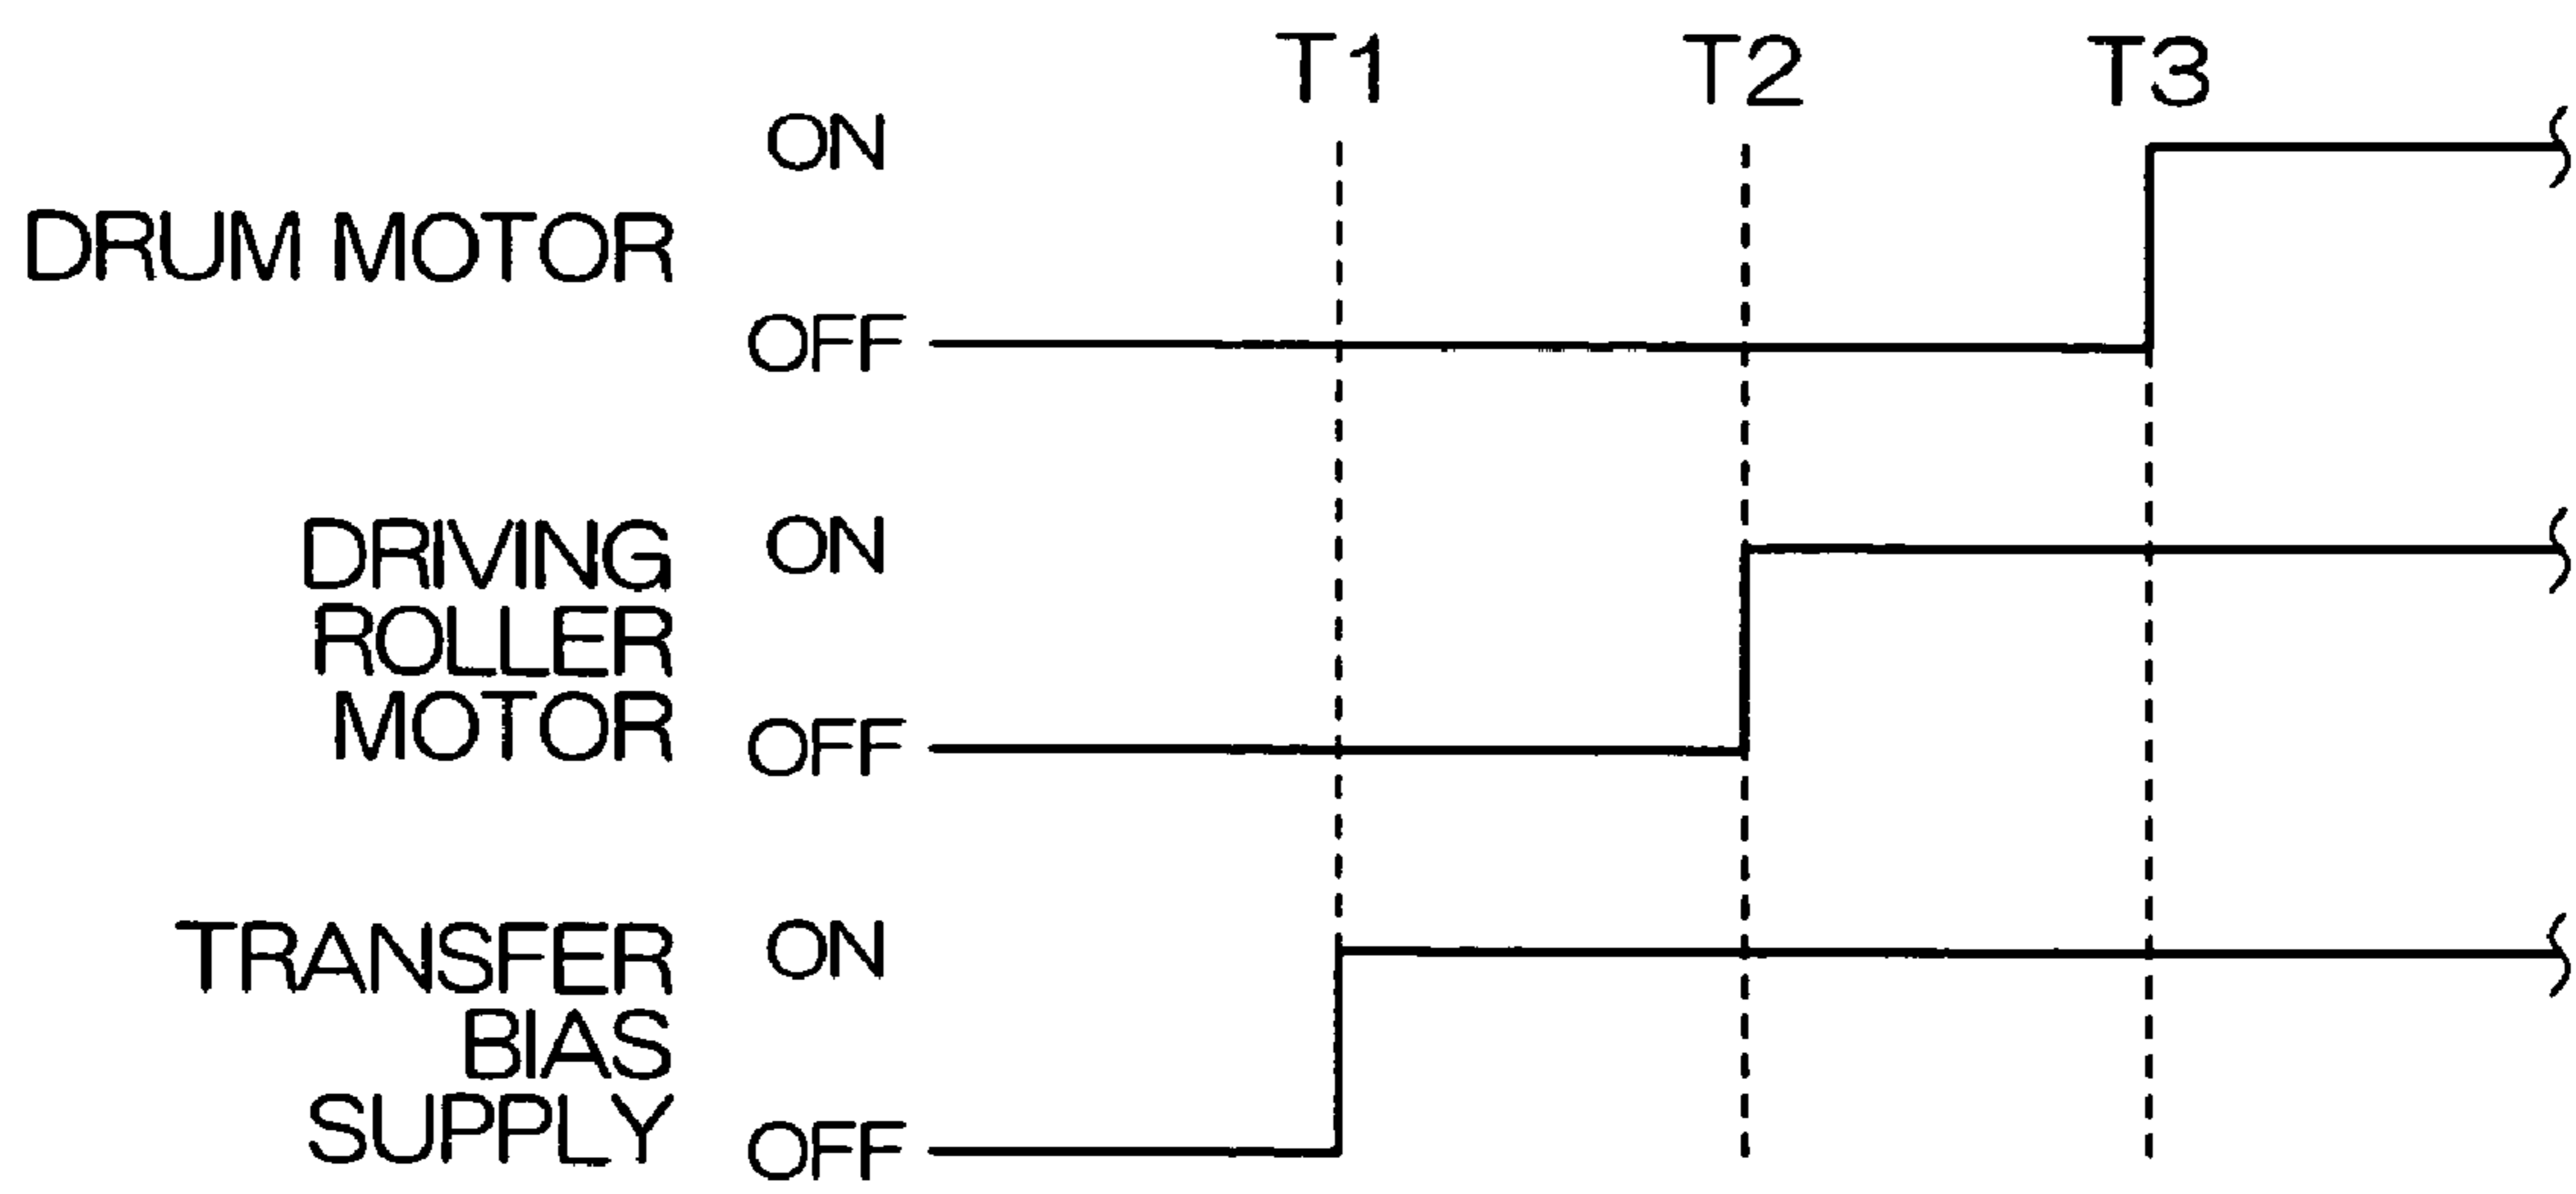 T1 T2 T3
ON
DRUM MOTOR
OFF
ON
DRIVING
ROLLER
MOTOR
OFF
ON
TRANSFER
BIAS
SUPPLY
OFF